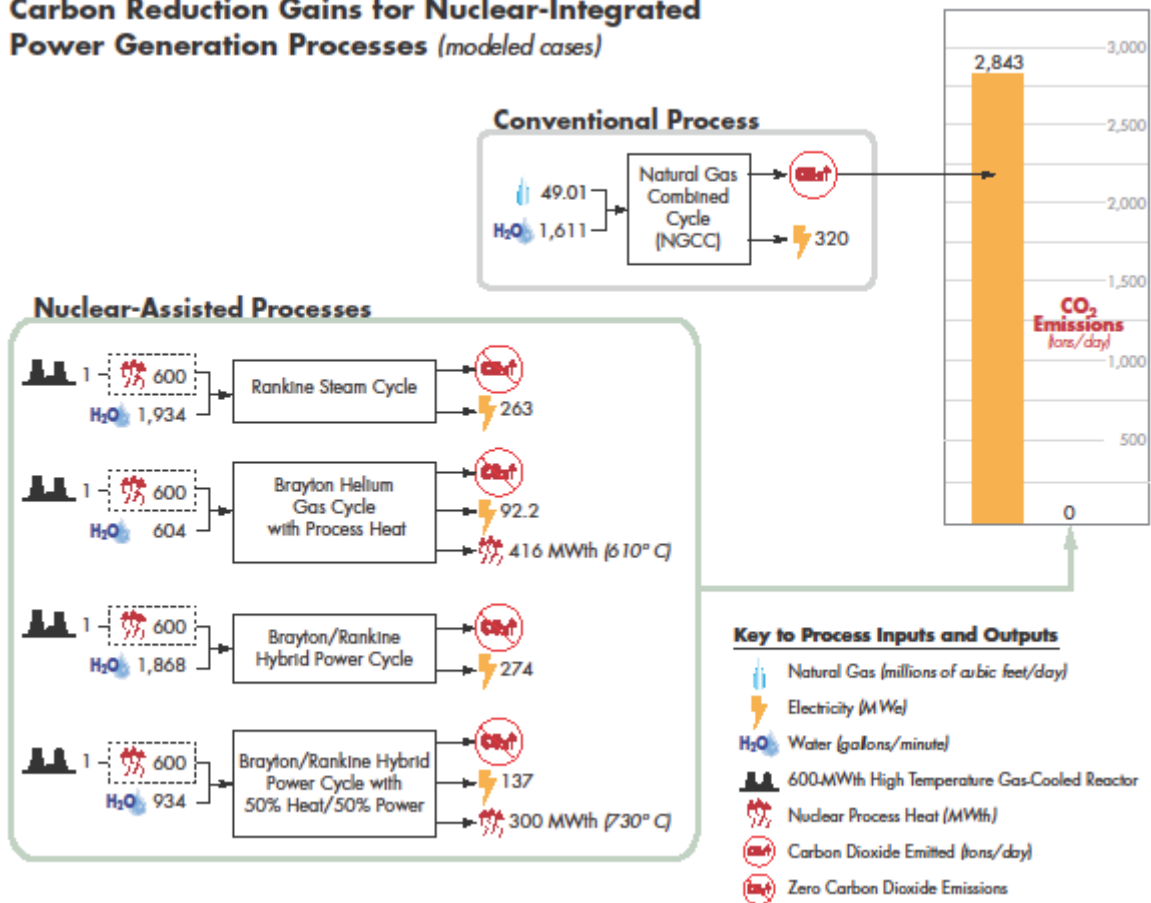 Carbon Reduction Gains for Nuclear-Integrated
Power Generation Processes (modeled cases)
3,000
2,843
2,500
2,000
1,500
CO₂
Emissions
(tons/day)
1,000
500
0
Conventional Process
49.01
H₂O 1,611
Natural Gas
Combined
Cycle
(NGCC)
320
Nuclear-Assisted Processes
1 600
H₂O 1,934
Rankine Steam Cycle
263
1 600
H₂O 604
Brayton Helium
Gas Cycle
with Process Heat
92.2
416 MWth (610° C)
1 600
H₂O 1,868
Brayton/Rankine
Hybrid Power Cycle
274
1 600
H₂O 934
Brayton/Rankine Hybrid
Power Cycle with
50% Heat/50% Power
137
300 MWth (730° C)
Key to Process Inputs and Outputs
Natural Gas (millions of cubic feet/day)
Electricity (MWe)
H₂O Water (gallons/minute)
600-MWth High Temperature Gas-Cooled Reactor
Nuclear Process Heat (MWth)
Carbon Dioxide Emitted (tons/day)
Zero Carbon Dioxide Emissions